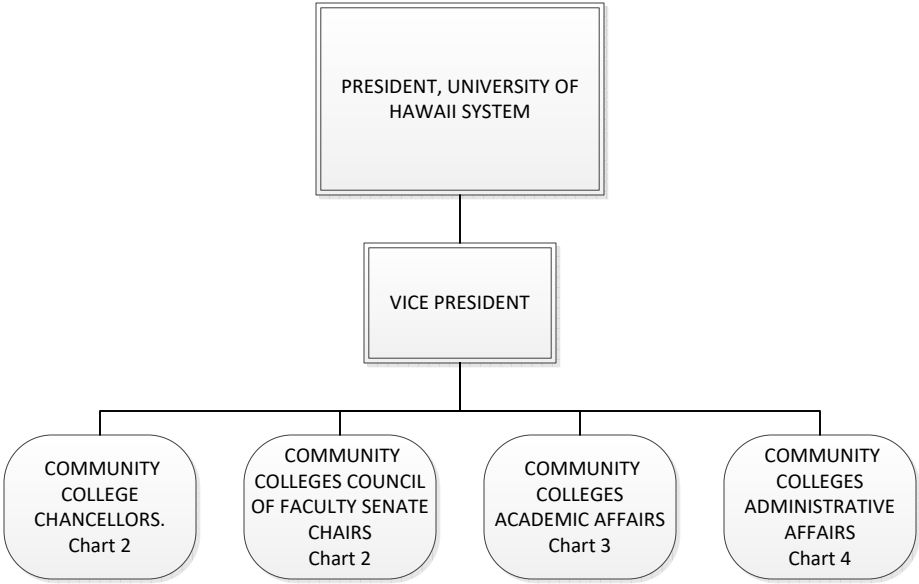 PRESIDENT, UNIVERSITY OF
HAWAII SYSTEM
VICE PRESIDENT
COMMUNITY
COLLEGE
CHANCELLORS.
Chart 2
COMMUNITY
COLLEGES COUNCIL
OF FACULTY SENATE
CHAIRS
Chart 2
COMMUNITY
COLLEGES
ACADEMIC AFFAIRS
Chart 3
COMMUNITY
COLLEGES
ADMINISTRATIVE
AFFAIRS
Chart 4